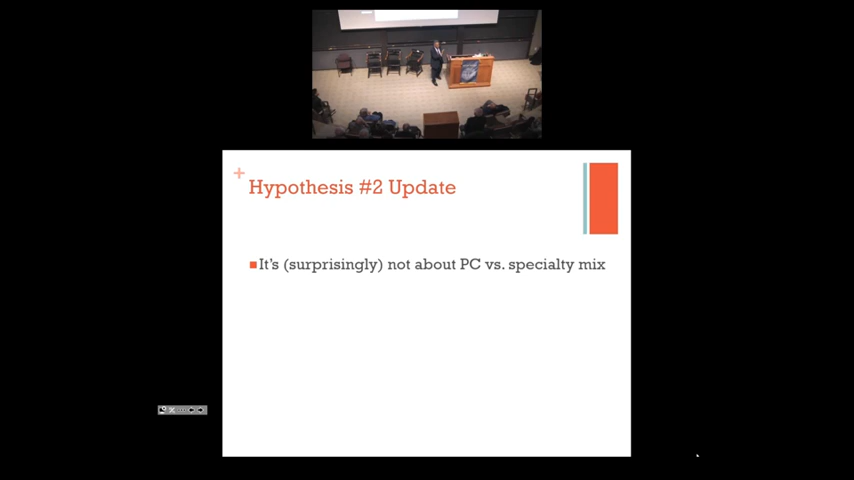 +
Hypothesis #2 Update
It's (surprisingly) not about PC vs. specialty mix